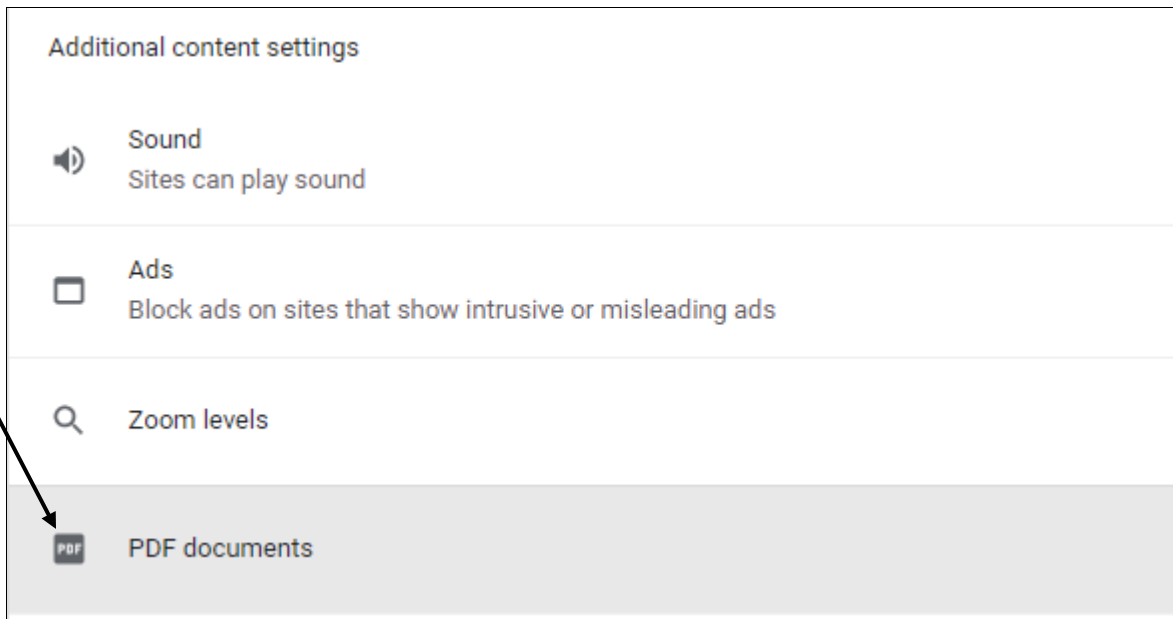 Additional content settings
Sound
Sites can play sound
Ads
Block ads on sites that show intrusive or misleading ads
Zoom levels
PDF
PDF documents